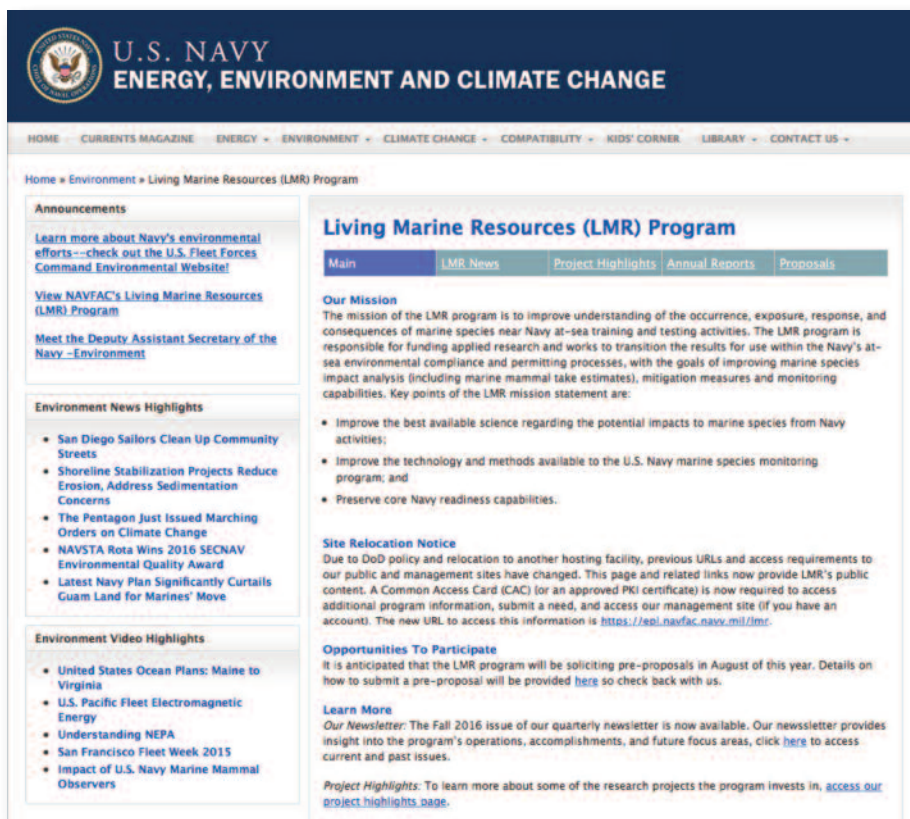 U.S. NAVY
ENERGY, ENVIRONMENT AND CLIMATE CHANGE
HOME CURRENTS MAGAZINE ENERGY ENVIRONMENT CLIMATE CHANGE COMPATIBILITY KIDS' CORNER LIBRARY CONTACT US
Home » Environment » Living Marine Resources (LMR) Program
Announcements
Learn more about Navy's environmental
efforts--check out the U.S. Fleet Forces
Command Environmental Website!
View NAVFAC's Living Marine Resources
(LMR) Program
Meet the Deputy Assistant Secretary of the
Navy -Environment
Environment News Highlights
• San Diego Sailors Clean Up Community
Streets
• Shoreline Stabilization Projects Reduce
Erosion, Address Sedimentation
Concerns
• The Pentagon Just Issued Marching
Orders on Climate Change
• NAVSTA Rota Wins 2016 SECNAV
Environmental Quality Award
• Latest Navy Plan Significantly Curtails
Guam Land for Marines' Move
Environment Video Highlights
• United States Ocean Plans: Maine to
Virginia
• U.S. Pacific Fleet Electromagnetic
Energy
• Understanding NEPA
• San Francisco Fleet Week 2015
• Impact of U.S. Navy Marine Mammal
Observers
Living Marine Resources (LMR) Program
Main LMR News Project Highlights Annual Reports Proposals
Our Mission
The mission of the LMR program is to improve understanding of the occurrence, exposure, response, and
consequences of marine species near Navy at-sea training and testing activities. The LMR program is
responsible for funding applied research and works to transition the results for use within the Navy's at-
sea environmental compliance and permitting processes, with the goals of improving marine species
impact analysis (including marine mammal take estimates), mitigation measures and monitoring
capabilities. Key points of the LMR mission statement are:
• Improve the best available science regarding the potential impacts to marine species from Navy
activities;
• Improve the technology and methods available to the U.S. Navy marine species monitoring
program; and
• Preserve core Navy readiness capabilities.
Site Relocation Notice
Due to DoD policy and relocation to another hosting facility, previous URLs and access requirements to
our public and management sites have changed. This page and related links now provide LMR's public
content. A Common Access Card (CAC) (or an approved PKI certificate) is now required to access
additional program information, submit a need, and access our management site (if you have an
account). The new URL to access this information is https://epl.navfac.navy.mil/lmr.
Opportunities To Participate
It is anticipated that the LMR program will be soliciting pre-proposals in August of this year. Details on
how to submit a pre-proposal will be provided here so check back with us.
Learn More
Our Newsletter: The Fall 2016 issue of our quarterly newsletter is now available. Our newssletter provides
insight into the program's operations, accomplishments, and future focus areas, click here to access
current and past issues.
Project Highlights: To learn more about some of the research projects the program invests in, access our
project highlights page.